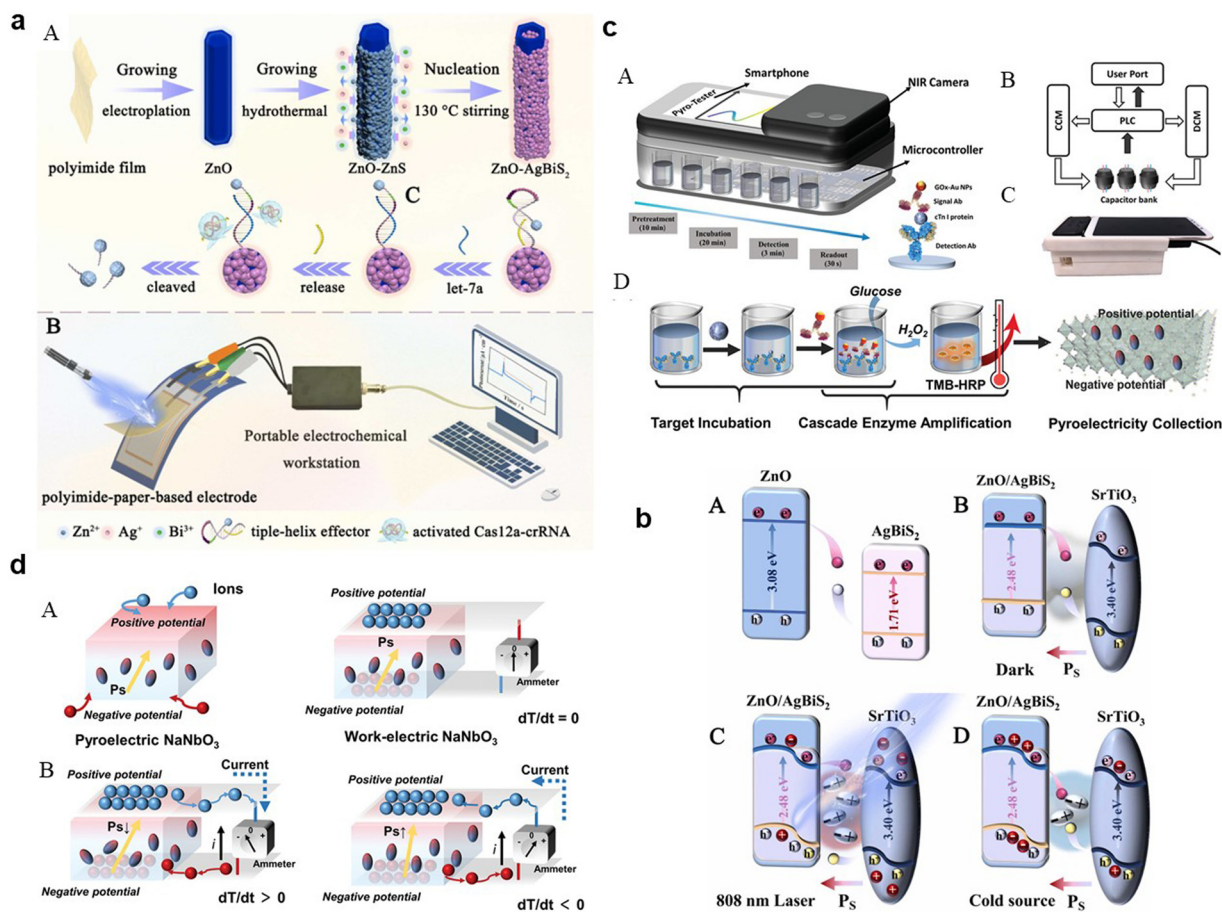 a
A
Growing
electroplation
Growing
hydrothermal
Nucleation
130 °C stirring
polyimide film
ZnO
ZnO-ZnS
ZnO-AgBiS2
C
cleaved
release
let-7a
B
Photocurrent / μA cm
Time / s
Portable electrochemical
workstation
polyimide-paper-based electrode
Zn2+
Ag+
Bi3+
tiple-helix effector
activated Cas12a-crRNA
c
A
Smartphone
NIR Camera
Pyro-Tester
Microcontroller
GOx-Au NPs
Signal Ab
cTn I protein
Detection Ab
Pretreatment
(10 min)
Incubation
(20 min)
Detection
(3 min)
Readout
(30 s)
B
User Port
CCM
PLC
DCM
Capacitor bank
C
D
Glucose
H2O2
TMB-HRP
Target Incubation
Cascade Enzyme Amplification
Positive potential
Negative potential
Pyroelectricity Collection
b
A
ZnO
3.08 eV
e
e
h
h
AgBiS2
1.71 eV
e
e
h
h
B
ZnO/AgBiS2
2.48 eV
e
e
h
h
SrTiO3
3.40 eV
e
e
h
h
Dark
PS
C
ZnO/AgBiS2
2.48 eV
SrTiO3
3.40 eV
808 nm Laser
PS
D
ZnO/AgBiS2
2.48 eV
SrTiO3
3.40 eV
Cold source
PS
d
A
Ions
Positive potential
Ps
Negative potential
Pyroelectric NaNbO3
Positive potential
Ps
- 0 +
Ammeter
Negative potential
dT/dt = 0
Work-electric NaNbO3
B
Current
Positive potential
Ps↓
i
- 0 +
Ammeter
Negative potential
dT/dt > 0
Current
Positive potential
Ps↑
i
- 0 +
Ammeter
Negative potential
dT/dt < 0